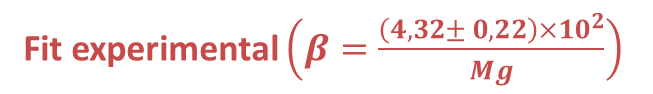 Fit experimental (β = (4,32± 0,22)×10²/Mg)